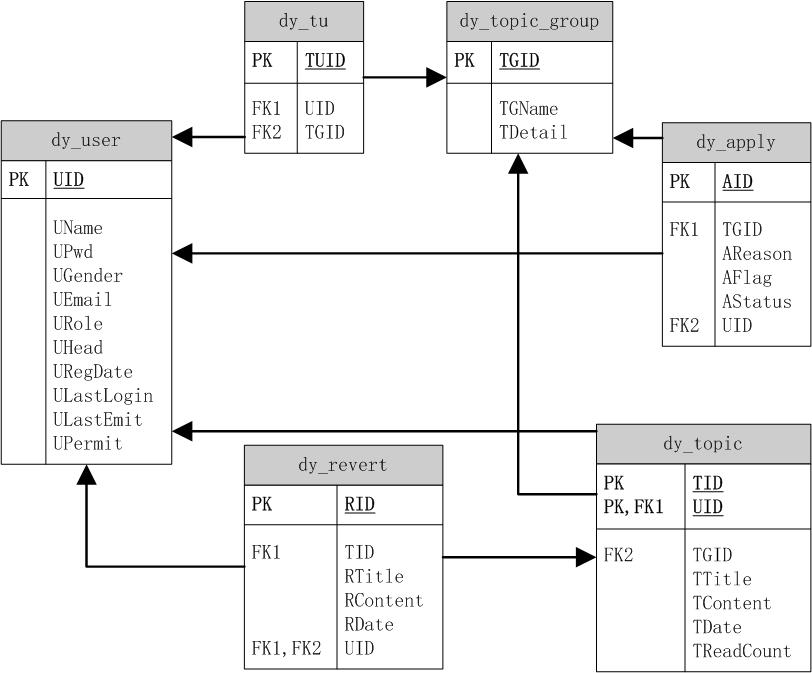 dy_tu
PK TUID
FK1 UID
FK2 TGID
dy_topic_group
PK TGID
TGName
TDetail
dy_user
PK UID
UName
UPwd
UGender
UEmail
URole
UHead
URegDate
ULastLogin
ULastEmit
UPermit
dy_apply
PK AID
FK1 TGID
AReason
AFlag
AStatus
FK2 UID
dy_revert
PK RID
FK1 TID
RTitle
RContent
RDate
FK1,FK2 UID
dy_topic
PK TID
PK,FK1 UID
FK2 TGID
TTitle
TContent
TDate
TReadCount